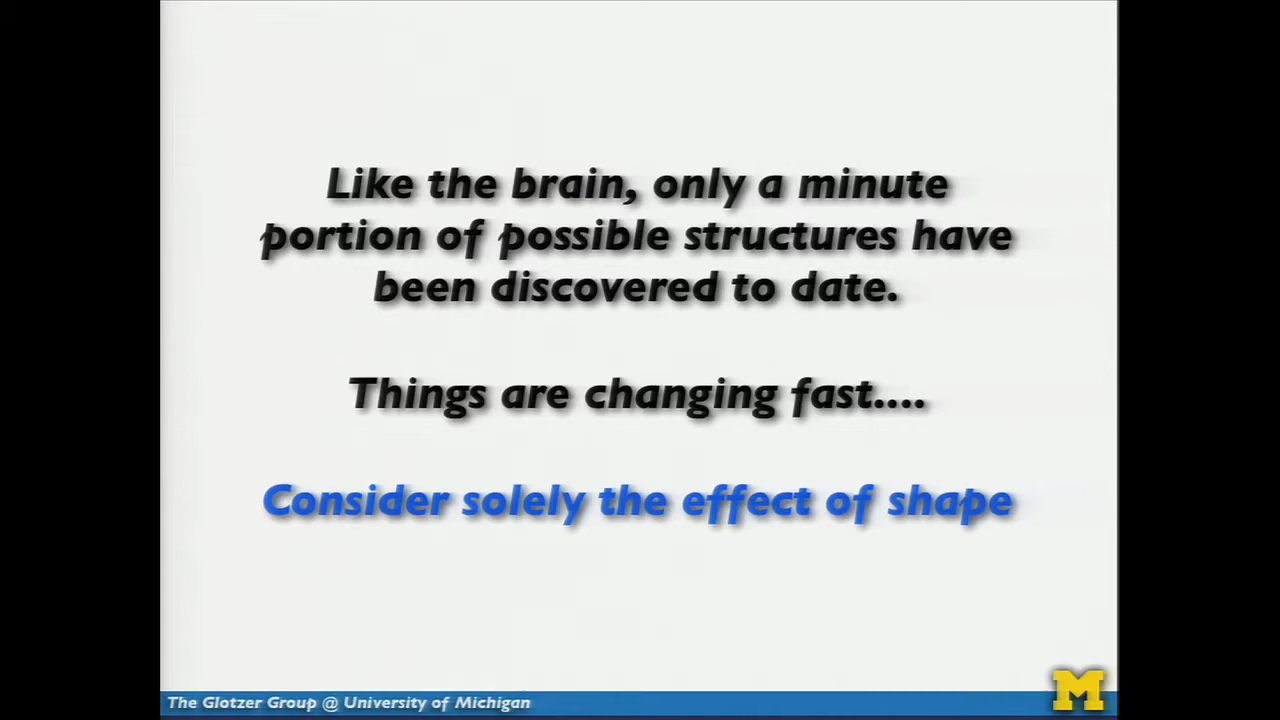 Like the brain, only a minute
portion of possible structures have
been discovered to date.
Things are changing fast....
Consider solely the effect of shape
The Glotzer Group @ University of Michigan
M